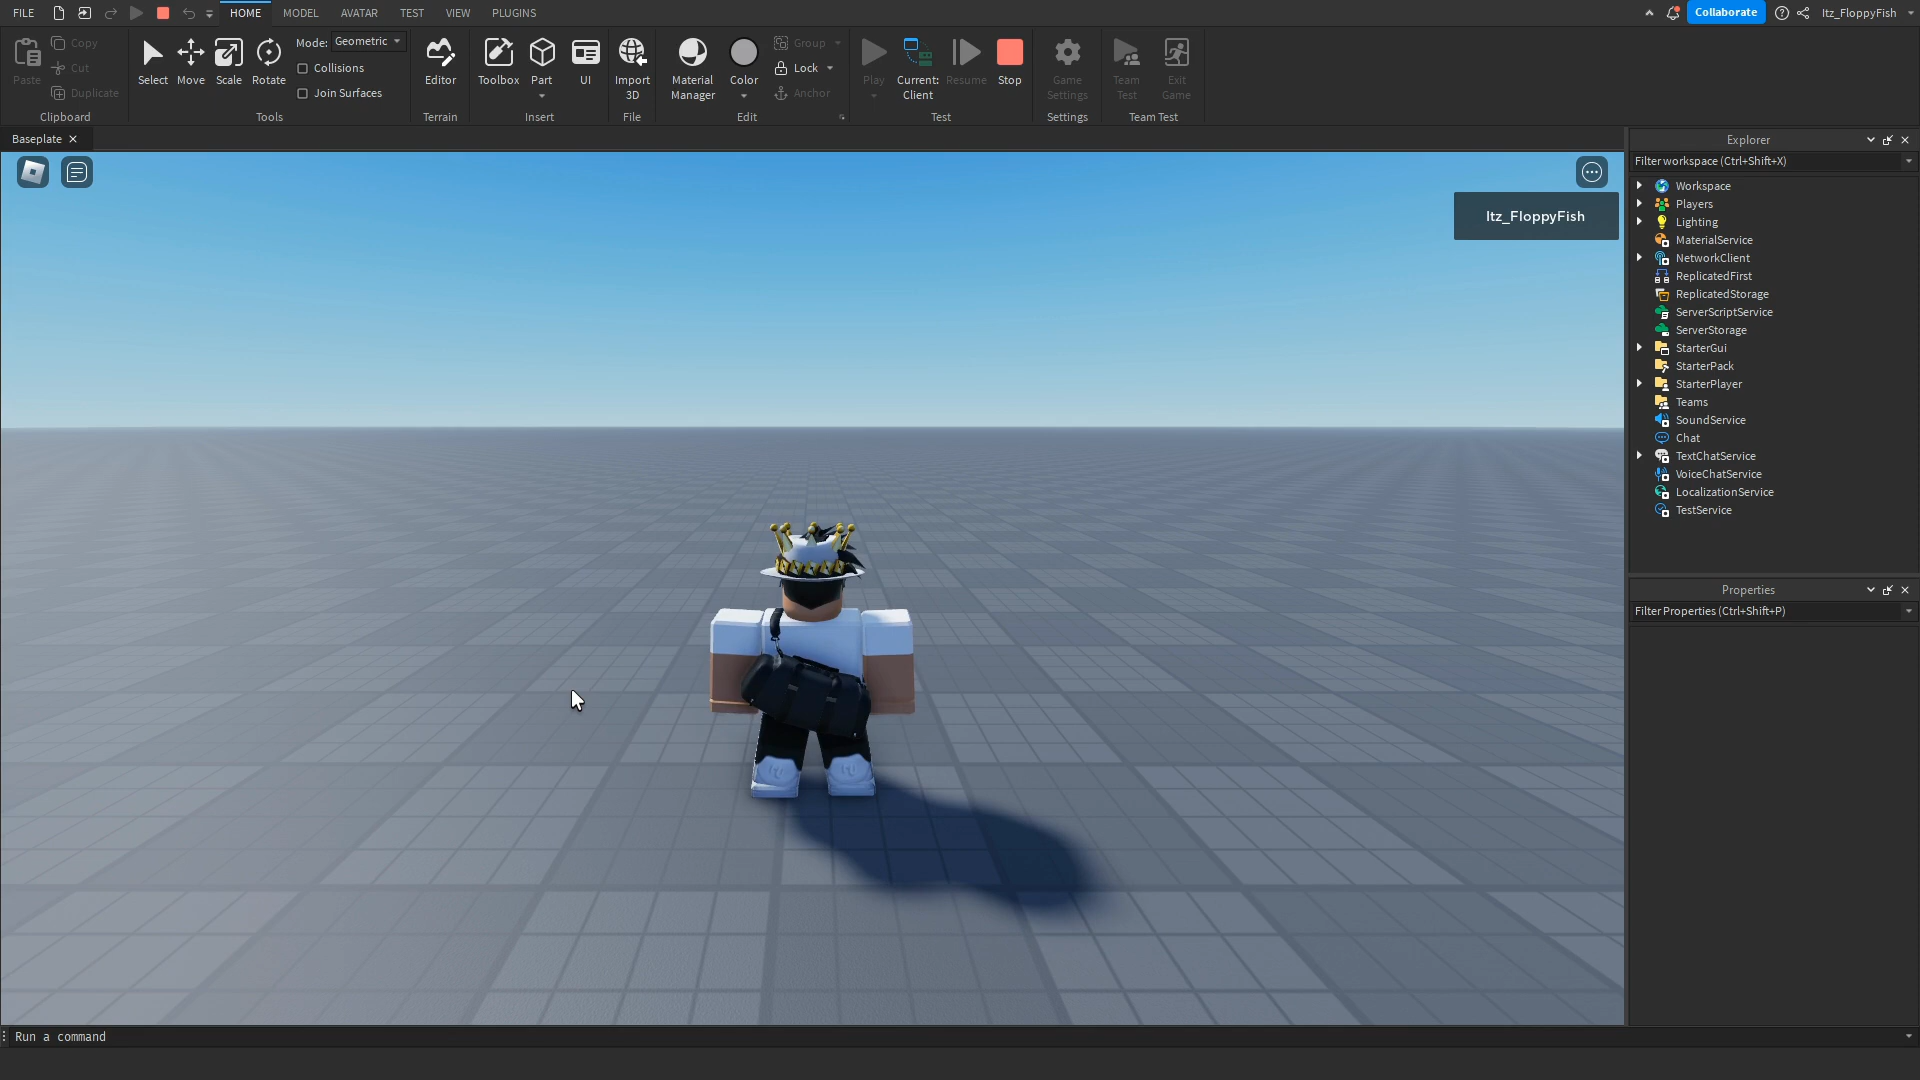 FILE HOME MODEL AVATAR TEST VIEW PLUGINS Collaborate Itz_FloppyFish
Paste
Copy
Cut
Duplicate
Clipboard
Select Move Scale Rotate
Mode: Geometric
Collisions
Join Surfaces
Tools
Editor
Terrain
Toolbox Part UI
Insert
Import
3D
File
Material
Manager
Color
Group
Lock
Anchor
Edit
Play
Current:
Client
Resume Stop
Test
Game
Settings
Settings
Team
Test
Exit
Game
Team Test
Baseplate
Itz_FloppyFish
Explorer
Filter workspace (Ctrl+Shift+X)
Workspace
Players
Lighting
MaterialService
NetworkClient
ReplicatedFirst
ReplicatedStorage
ServerScriptService
ServerStorage
StarterGui
StarterPack
StarterPlayer
Teams
SoundService
Chat
TextChatService
VoiceChatService
LocalizationService
TestService
Properties
Filter Properties (Ctrl+Shift+P)
Run a command